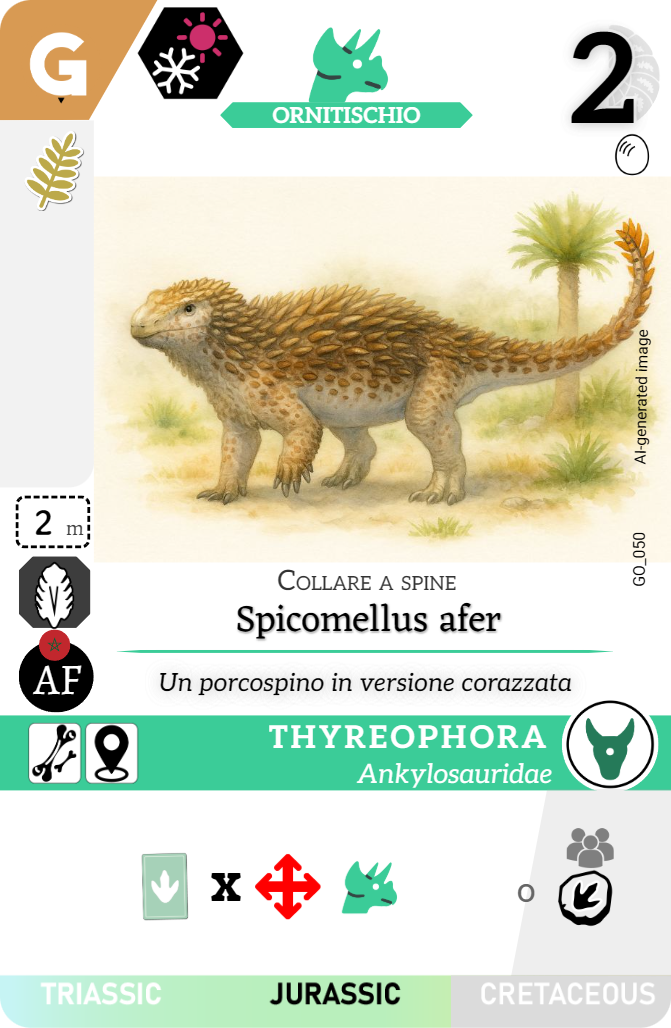 G
ORNITISCHIO
2
AI-generated image
2 m
GO_050
COLLARE A SPINE
Spicomellus afer
AF
Un porcospino in versione corazzata
THYREOPHORA
Ankylosauridae
x
o
TRIASSIC
JURASSIC
CRETACEOUS